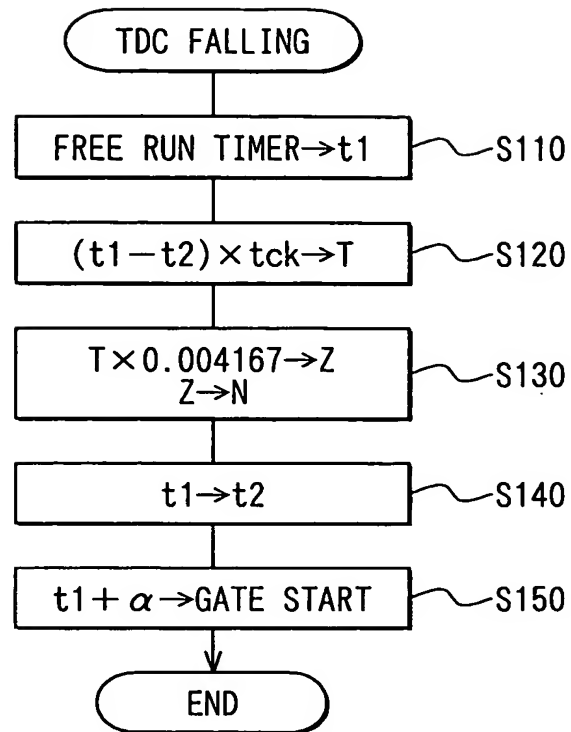 TDC FALLING
FREE RUN TIMER→t1
S110
(t1−t2)×tck→T
S120
T×0.004167→Z
Z→N
S130
t1→t2
S140
t1+α→GATE START
S150
END